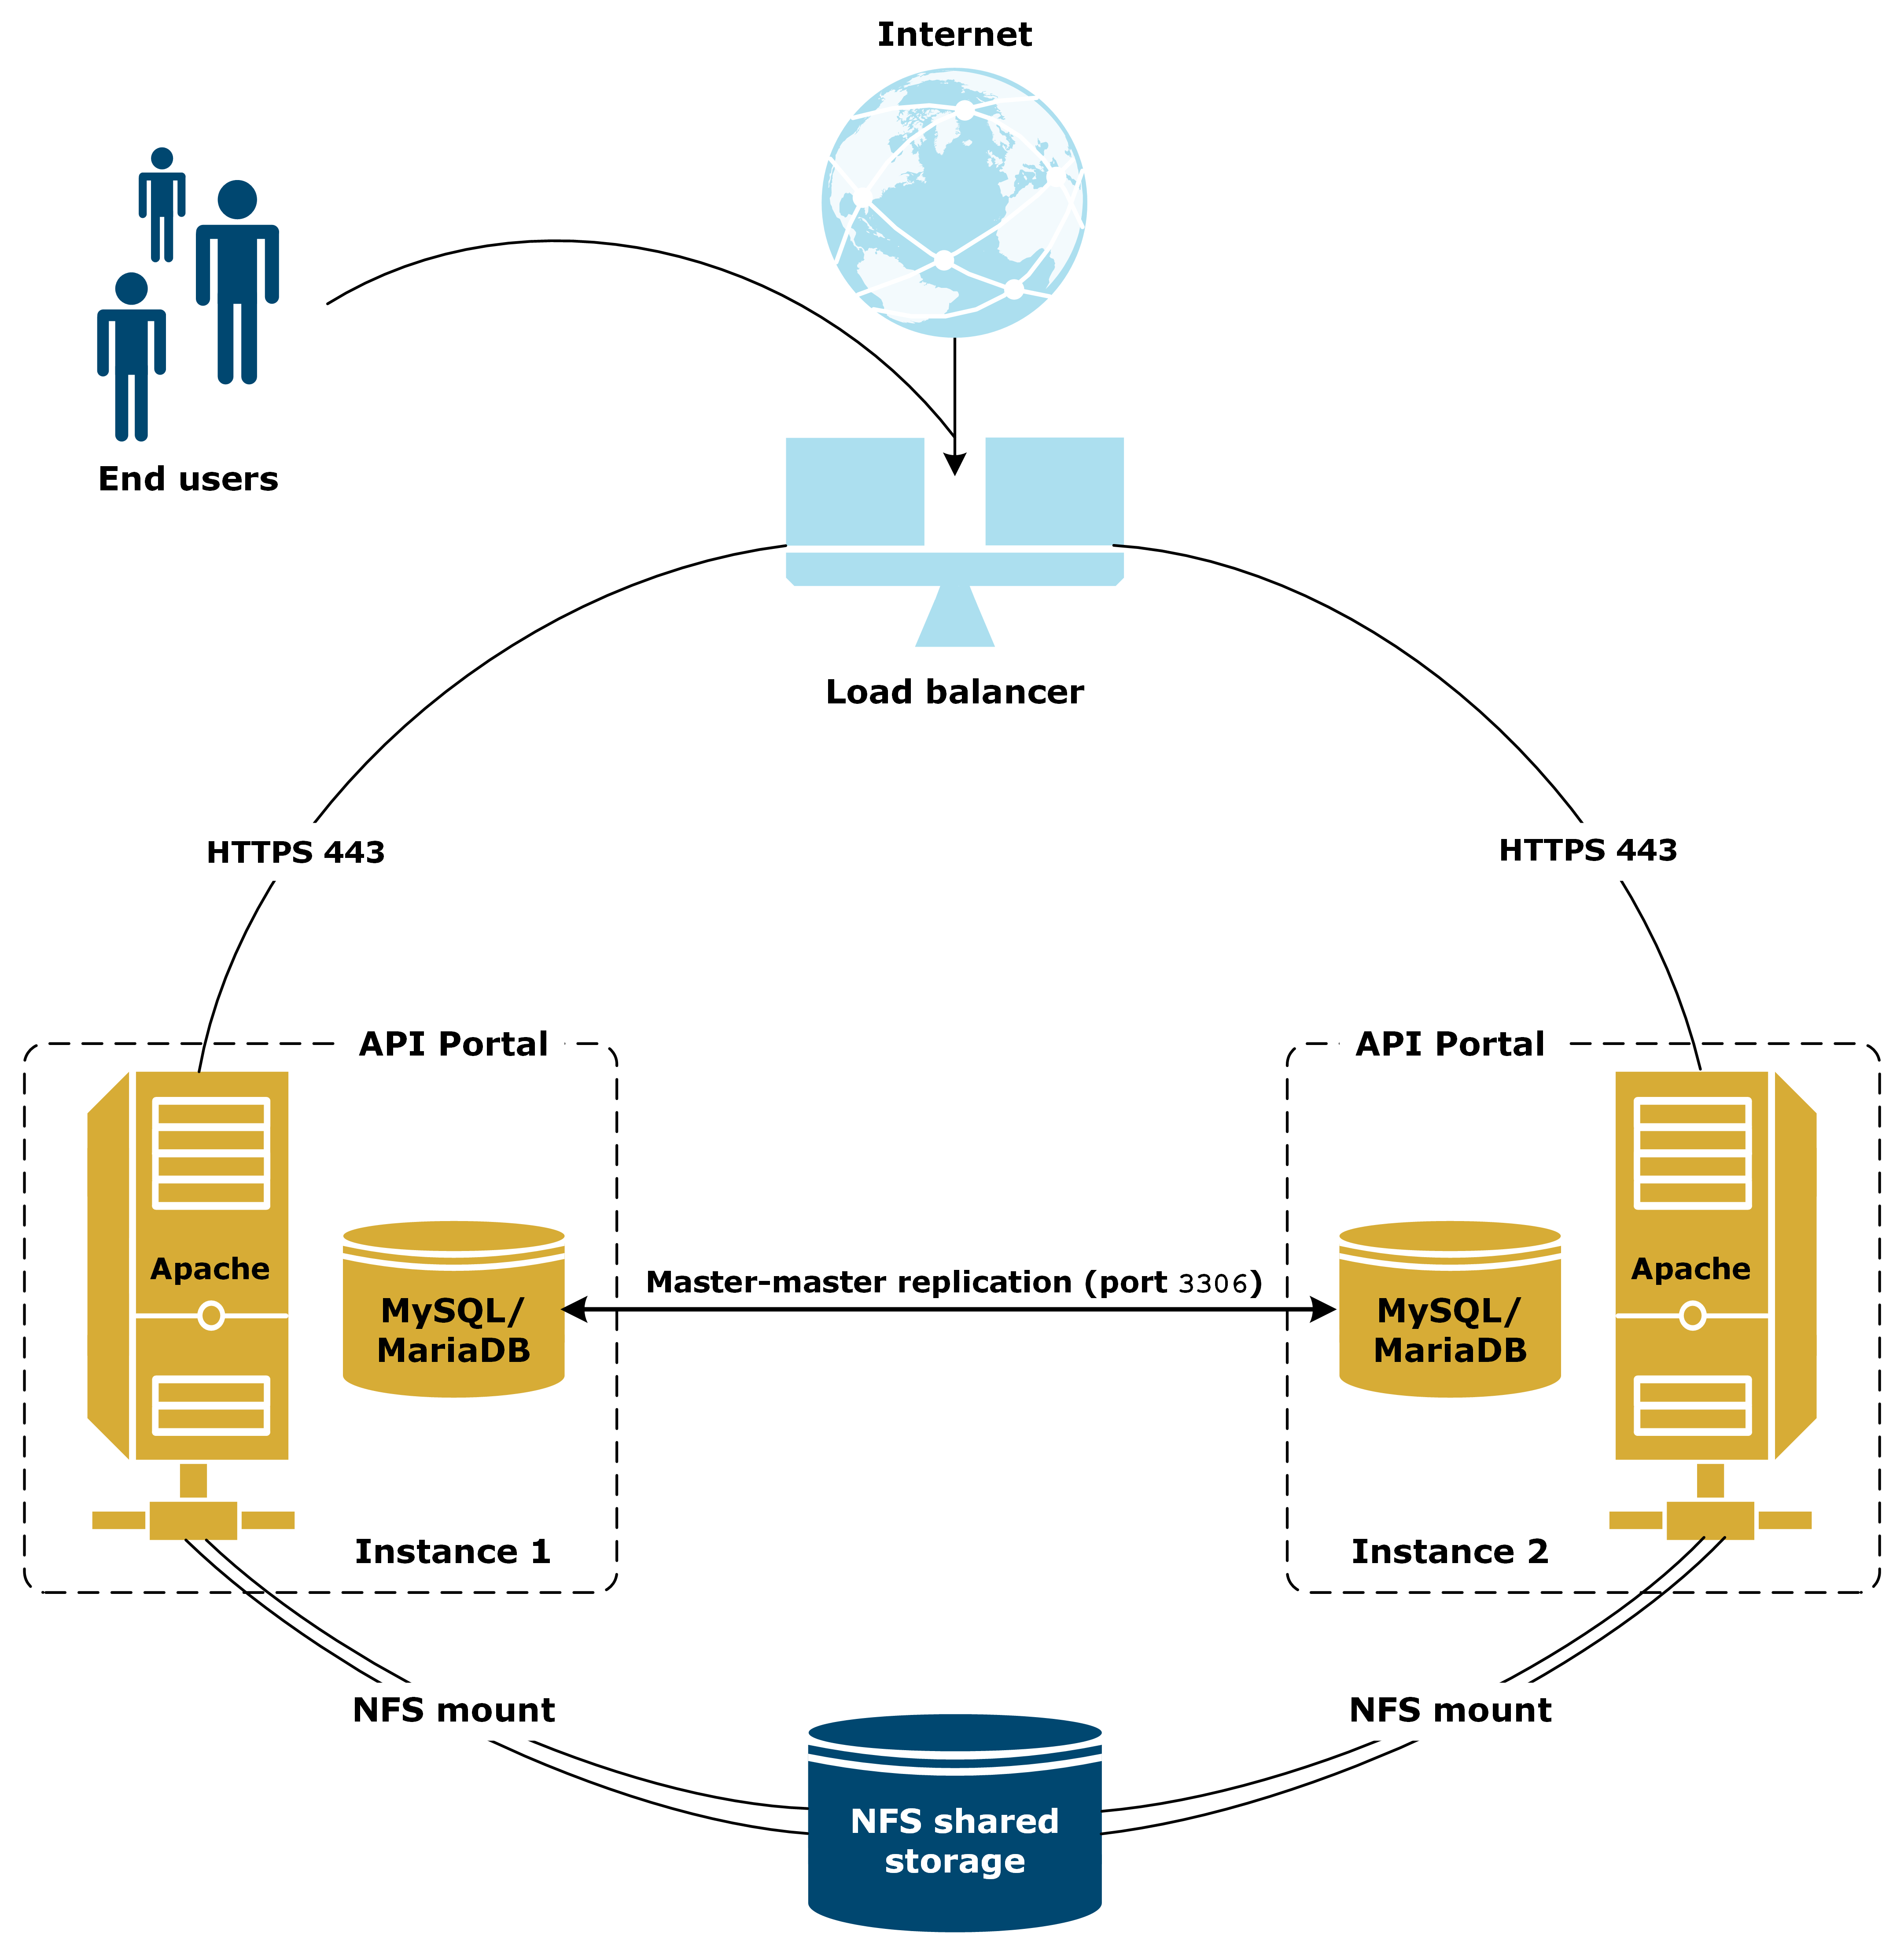 Internet
End users
Load balancer
HTTPS 443
HTTPS 443
API Portal
API Portal
Apache
MySQL/
MariaDB
Master-master replication (port 3306)
MySQL/
MariaDB
Apache
Instance 1
Instance 2
NFS mount
NFS mount
NFS shared
storage